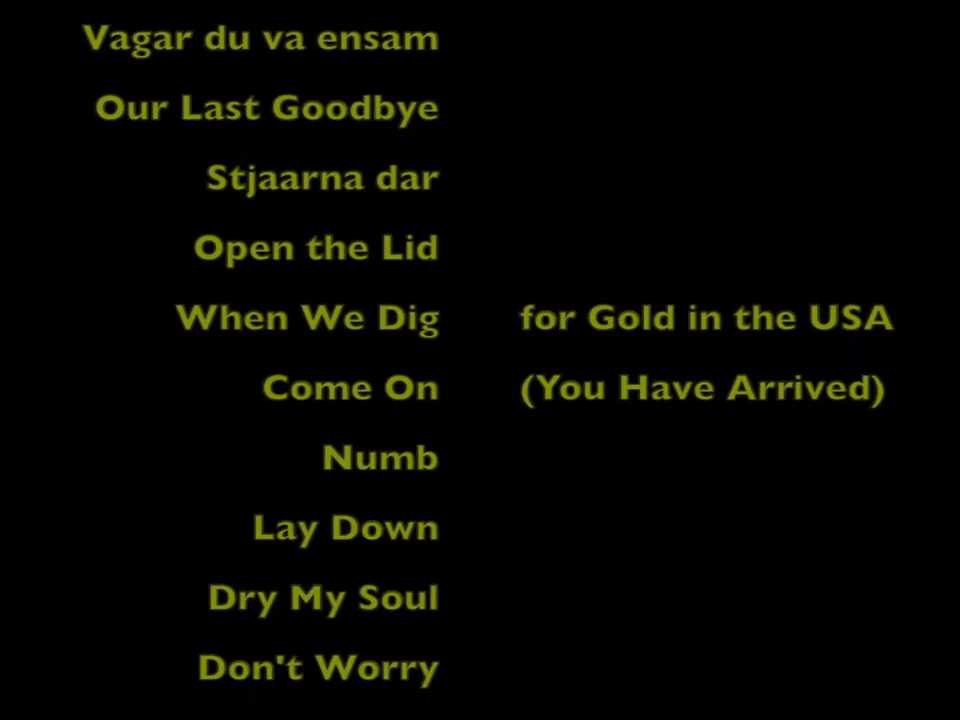 Vagar du va ensam
Our Last Goodbye
Stjaarna dar
Open the Lid
When We Dig for Gold in the USA
Come On (You Have Arrived)
Numb
Lay Down
Dry My Soul
Don't Worry